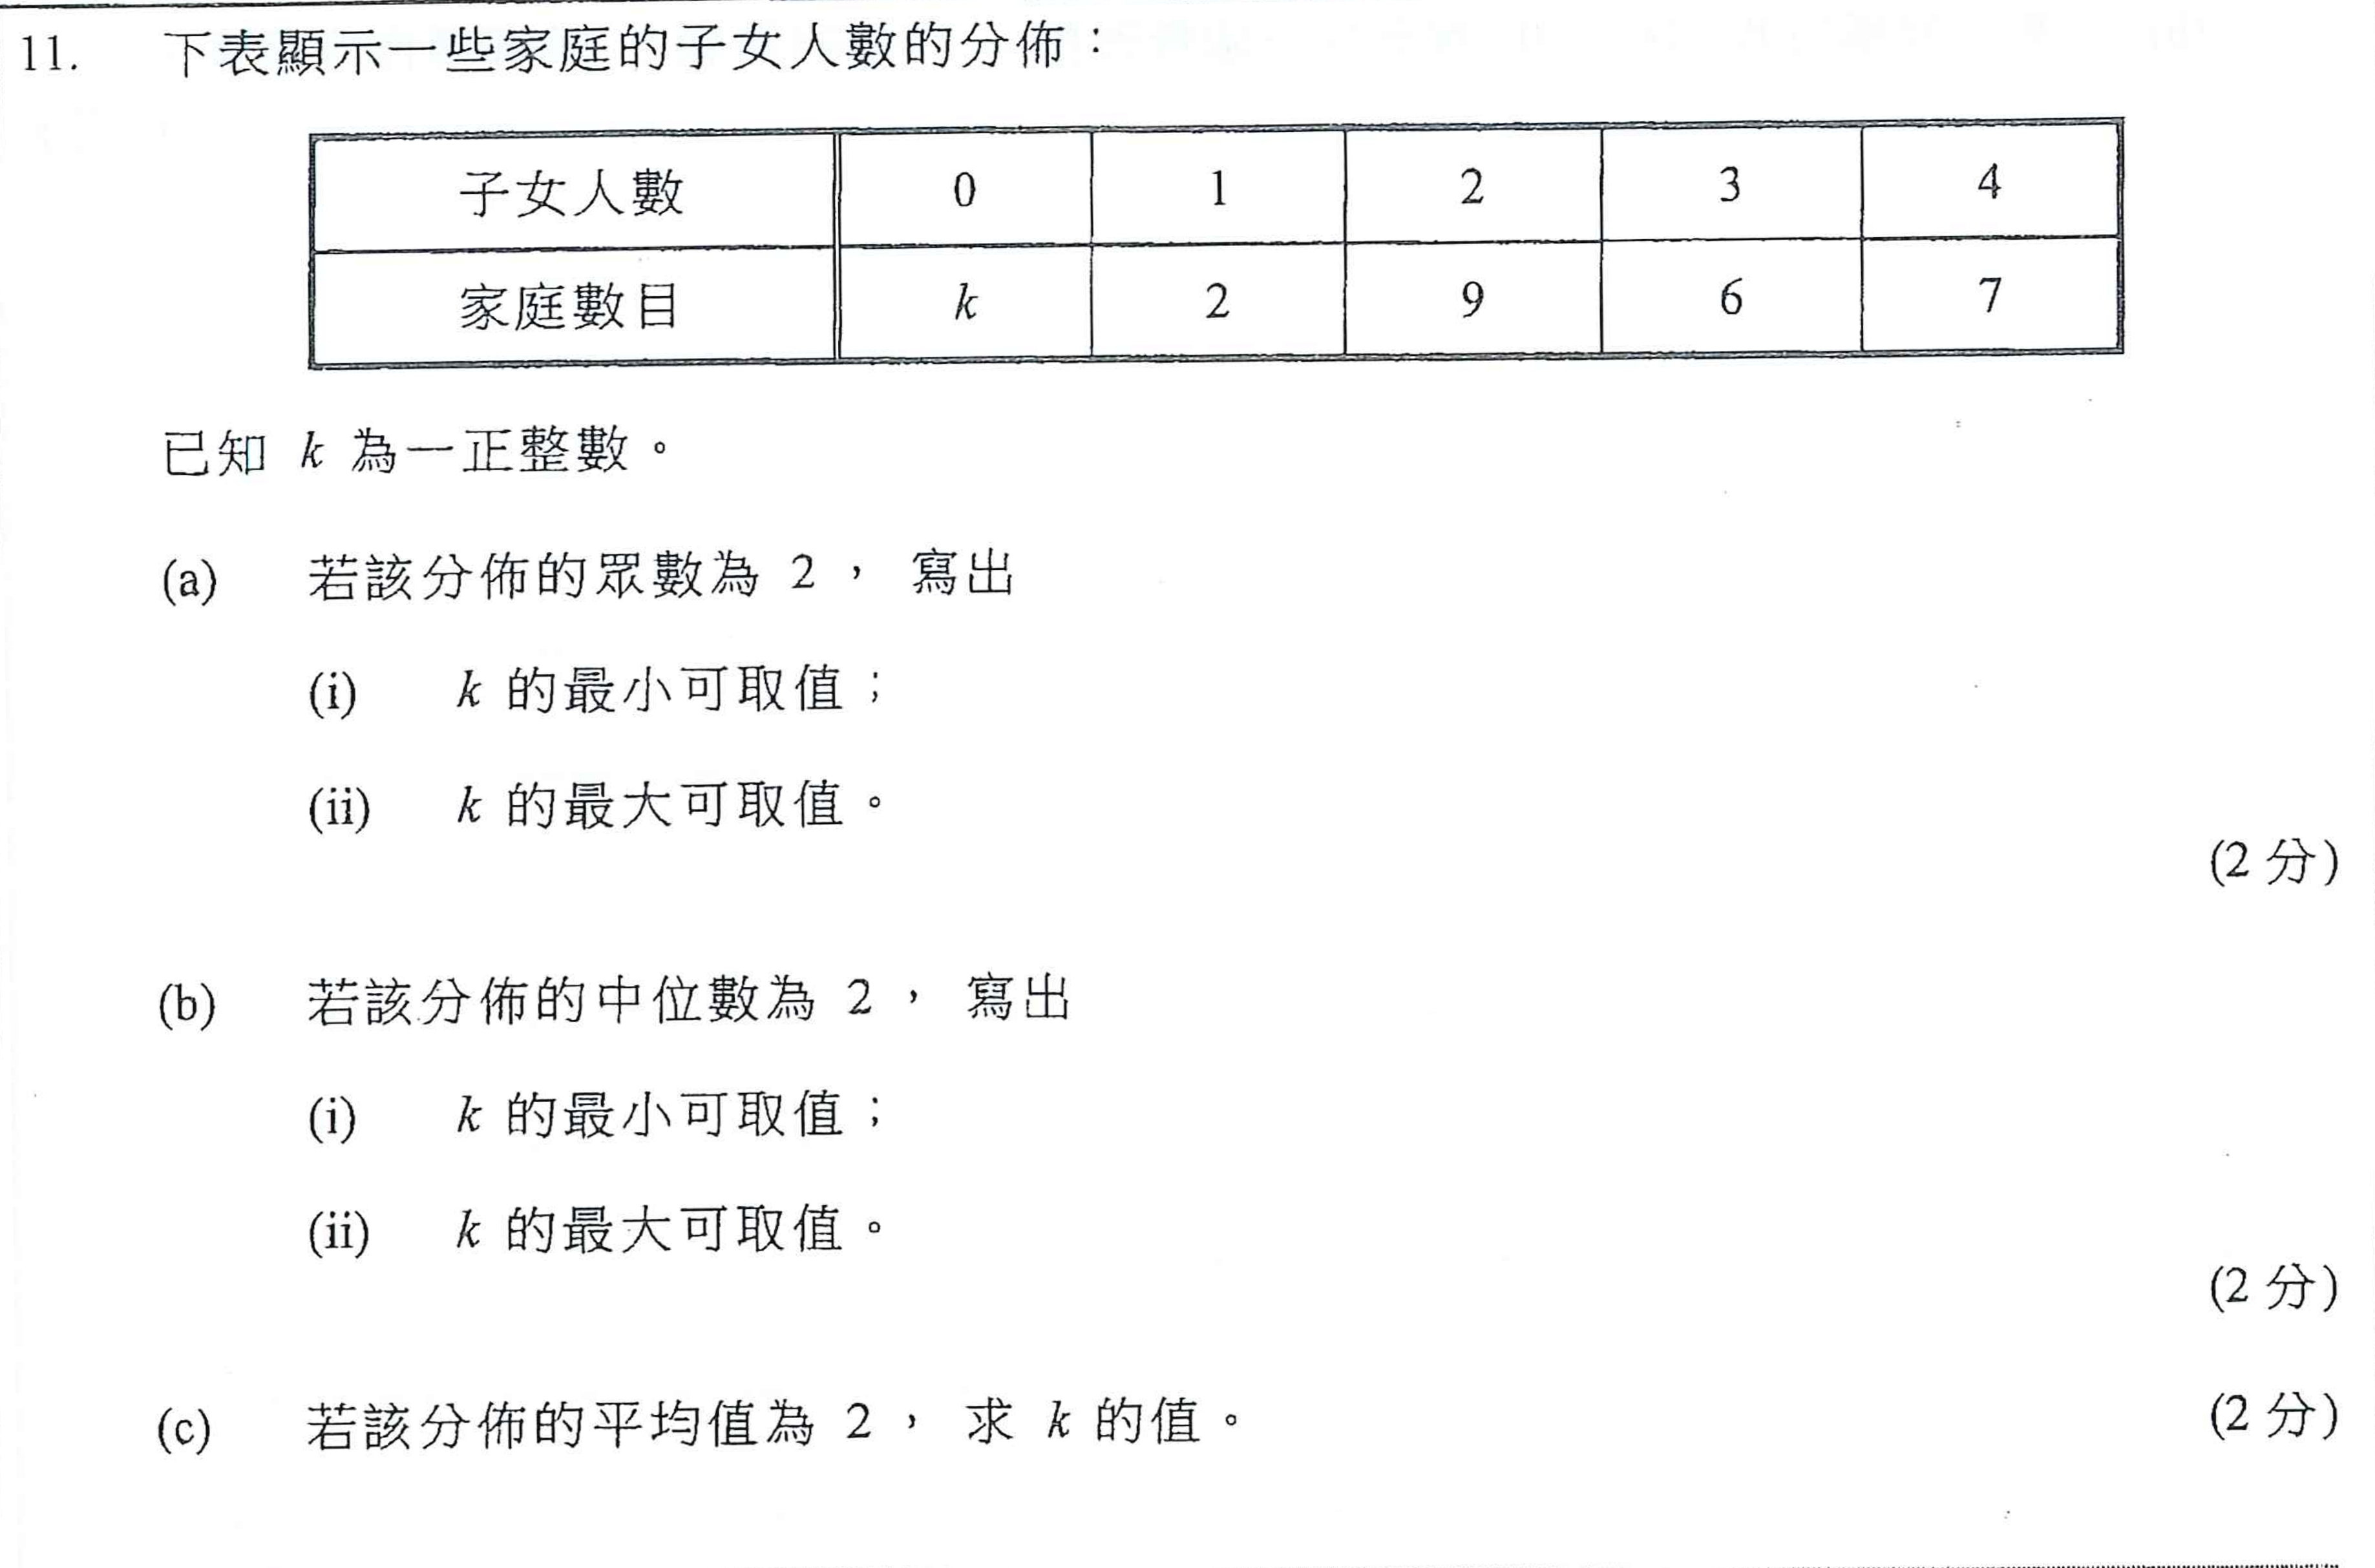 11. 下表顯示一些家庭的子女人數的分佈：
子女人數 0 1 2 3 4
家庭數目 k 2 9 6 7
已知 k 為一正整數。
(a) 若該分佈的眾數為 2 ， 寫出
(i) k 的最小可取值；
(ii) k 的最大可取值。
(2 分)
(b) 若該分佈的中位數為 2 ， 寫出
(i) k 的最小可取值；
(ii) k 的最大可取值。
(2 分)
(c) 若該分佈的平均值為 2 ， 求 k 的值。 (2 分)